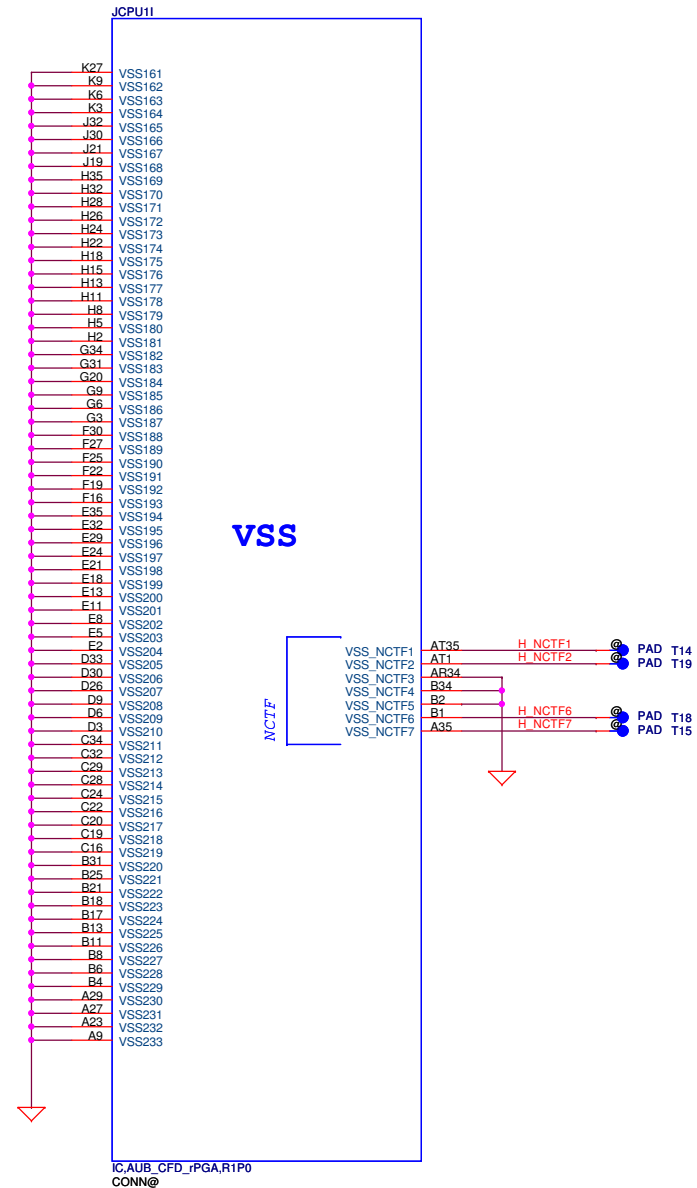 JCPU1I
K27 VSS161
K9 VSS162
K6 VSS163
K3 VSS164
J32 VSS165
J30 VSS166
J21 VSS167
J19 VSS168
H35 VSS169
H32 VSS170
H28 VSS171
H26 VSS172
H24 VSS173
H22 VSS174
H18 VSS175
H15 VSS176
H13 VSS177
H11 VSS178
H8 VSS179
H5 VSS180
H2 VSS181
G34 VSS182
G31 VSS183
G20 VSS184
G9 VSS185
G6 VSS186
G3 VSS187
F30 VSS188
F27 VSS189
F25 VSS190
F22 VSS191
F19 VSS192
F16 VSS193
E35 VSS194
E32 VSS195
E29 VSS196
E24 VSS197
E21 VSS198
E18 VSS199
E13 VSS200
E11 VSS201
E8 VSS202
E5 VSS203
E2 VSS204
D33 VSS205
D30 VSS206
D26 VSS207
D9 VSS208
D6 VSS209
D3 VSS210
C34 VSS211
C32 VSS212
C29 VSS213
C28 VSS214
C24 VSS215
C22 VSS216
C20 VSS217
C19 VSS218
C16 VSS219
B31 VSS220
B25 VSS221
B21 VSS222
B18 VSS223
B17 VSS224
B13 VSS225
B11 VSS226
B8 VSS227
B6 VSS228
B4 VSS229
A29 VSS230
A27 VSS231
A23 VSS232
A9 VSS233
VSS
NCTF
VSS_NCTF1 AT35 H_NCTF1 @ PAD T14
VSS_NCTF2 AT1 H_NCTF2 @ PAD T19
VSS_NCTF3 AR34
VSS_NCTF4 B34
VSS_NCTF5 B2
VSS_NCTF6 B1 H_NCTF6 @ PAD T18
VSS_NCTF7 A35 H_NCTF7 @ PAD T15
IC,AUB_CFD_rPGA,R1P0
CONN@